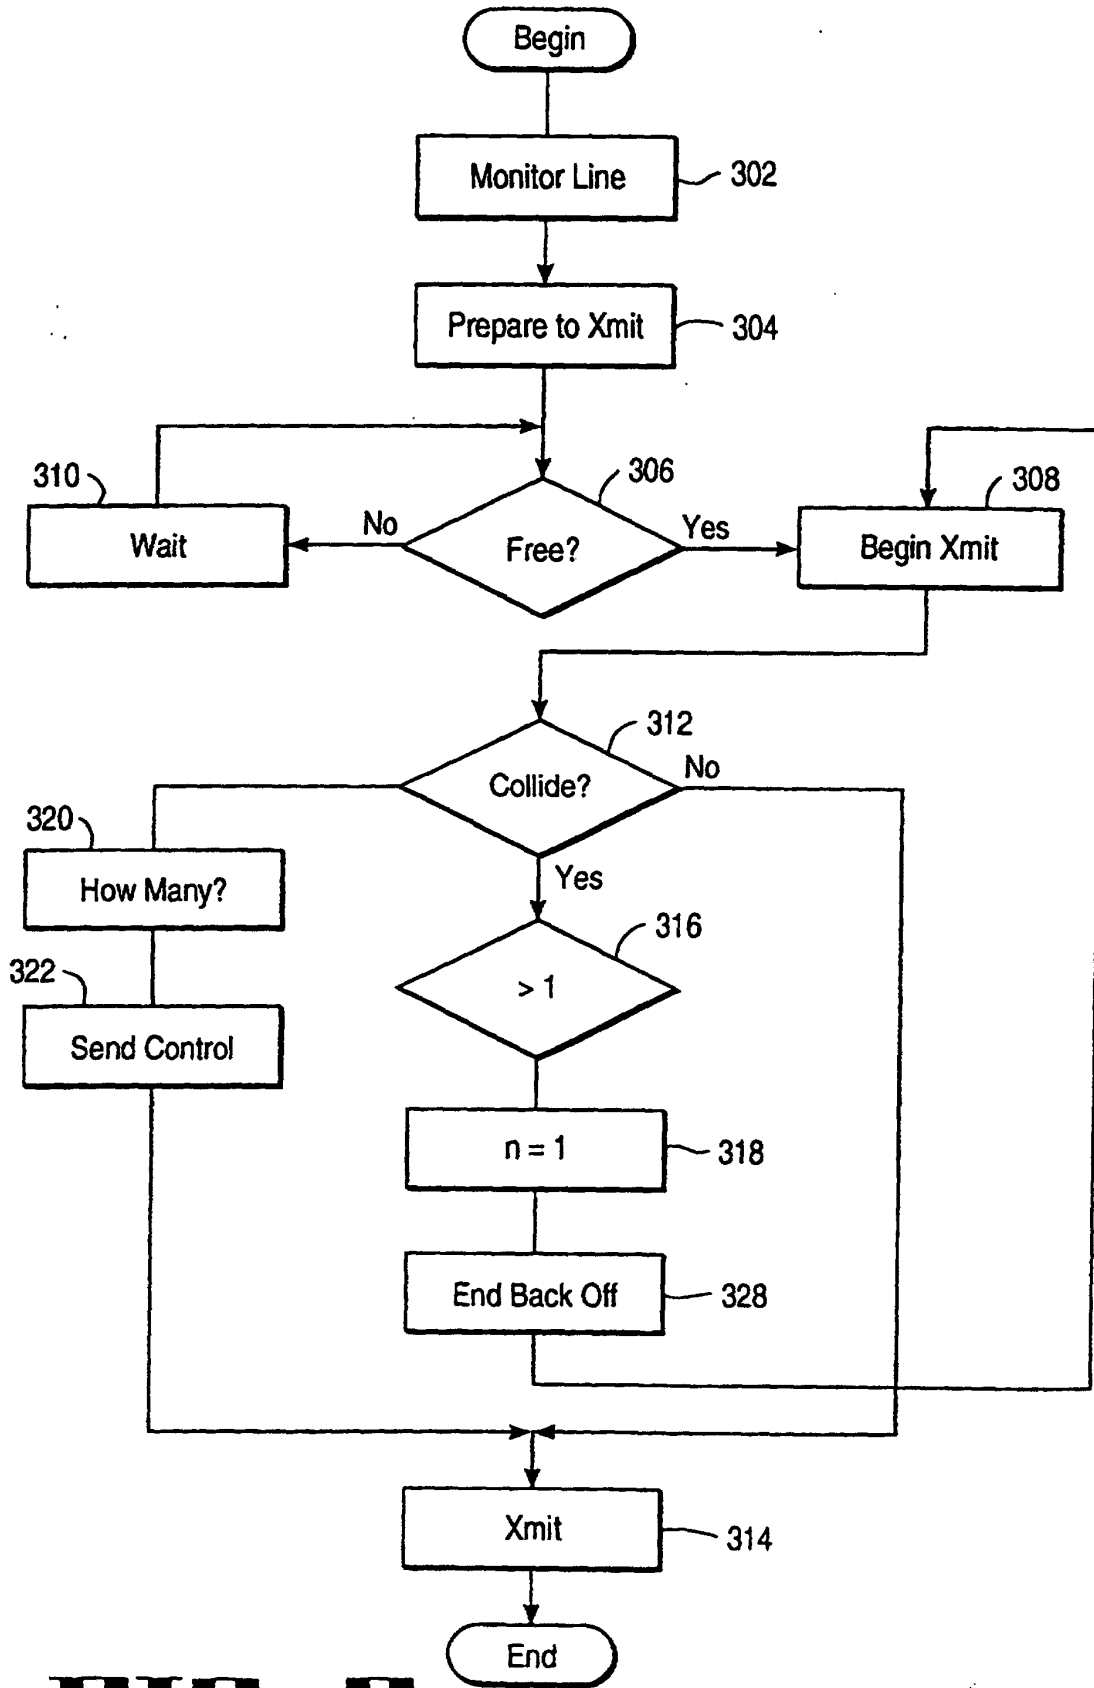 Begin
Monitor Line
302
Prepare to Xmit
304
310
306
308
Wait
No
Free?
Yes
Begin Xmit
312
Collide?
No
320
How Many?
Yes
316
> 1
322
Send Control
n = 1
318
End Back Off
328
Xmit
314
End